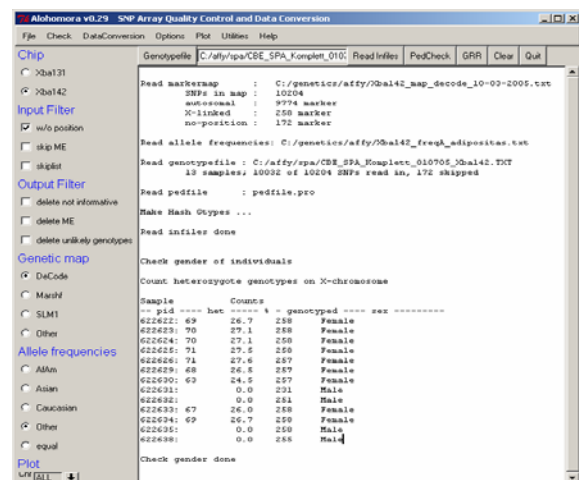 Alohomora v0.29 SNP Array Quality Control and Data Conversion
File Check DataConversion Options Plot Utilities Help
Chip
Genotypefile C:/affy/spa/CBE_SPA_Komplett_0107 Read Infiles PedCheck GRR Clear Quit
Xba131
Xba142
Input Filter
w/o position
skip ME
skiplist
Output Filter
delete not informative
delete ME
delete unlikely genotypes
Genetic map
DeCode
Marshf
SLM1
Other
Allele frequencies
AfAm
Asian
Caucasian
Other
equal
Plot
ALL
Read markermap : C:/genetics/affy/Xba142_map_decode_10-03-2005.txt
SNPs in map : 10204
autosomal : 9774 marker
X-linked : 258 marker
no-position : 172 marker
Read allele frequencies: C:/genetics/affy/Xba142_freqA_adipositas.txt
Read genotypefile : C:/affy/spa/CBE_SPA_Komplett_010705_Xba142.TXT
13 samples; 10032 of 10204 SNPs read in, 172 skipped
Read pedfile : pedfile.pro
Make Hash Gtypes ...
Read infiles done
Check gender of individuals
Count heterozygote genotypes on X-chromosome
Sample Counts
-- pid ---- het ----- % - genotyped ---- sex ---------
622622: 69 26.7 258 Female
622623: 70 27.1 258 Female
622624: 70 27.1 258 Female
622625: 71 27.5 258 Female
622626: 71 27.6 257 Female
622629: 68 26.5 257 Female
622630: 63 24.5 257 Female
622631: 0.0 231 Male
622632: 0.0 251 Male
622633: 67 26.0 258 Female
622634: 69 26.7 258 Female
622635: 0.0 250 Male
622638: 0.0 255 Male
Check gender done